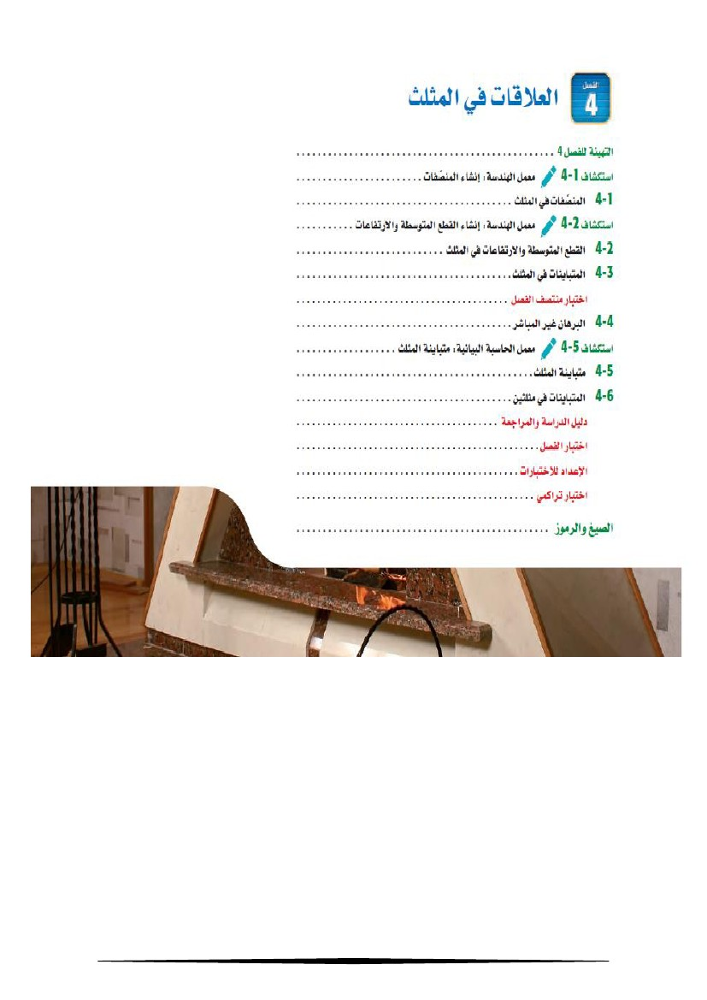 الفصل
4
العلاقات في المثلث
التهيئة للفصل 4 ................................................
استكشاف 1-4 معمل الهندسة : إنشاء المنصّفات ........................
4-1 المنصّفات في المثلث .........................................
استكشاف 2-4 معمل الهندسة : إنشاء القطع المتوسطة والارتفاعات ...........
4-2 القطع المتوسطة والارتفاعات في المثلث ............................
4-3 المتباينات في المثلث .........................................
اختبار منتصف الفصل ........................................
4-4 البرهان غير المباشر .........................................
استكشاف 5-4 معمل الحاسبة البيانية : متباينة المثلث ...................
4-5 متباينة المثلث .............................................
4-6 المتباينات في مثلثين .........................................
دليل الدراسة والمراجعة ......................................
اختبار الفصل ..............................................
الإعداد للأختبارات ..........................................
اختبار تراكمي .............................................
الصيغ والرموز ................................................